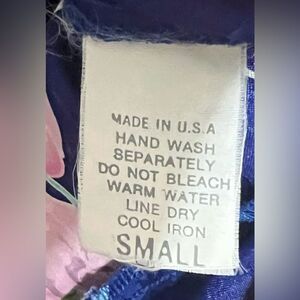 MADE IN U.S.A
HAND WASH
SEPARATELY
DO NOT BLEACH
WARM WATER
LINE DRY
COOL IRON
SMALL